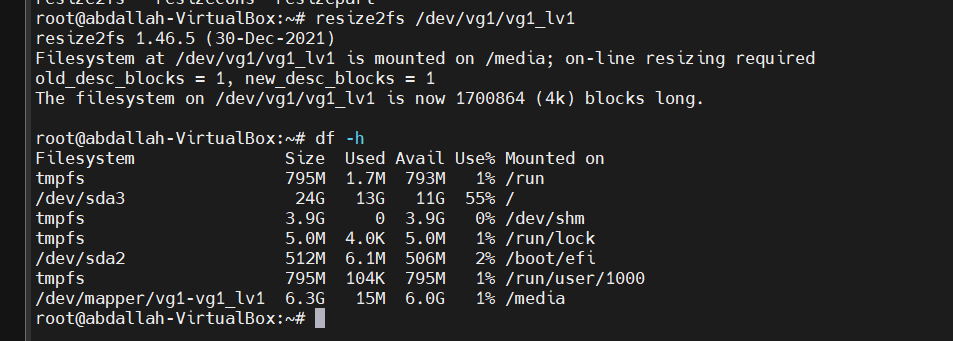 resize2fs   resizecons   resizepart
root@abdallah-VirtualBox:~# resize2fs /dev/vg1/vg1_lv1
resize2fs 1.46.5 (30-Dec-2021)
Filesystem at /dev/vg1/vg1_lv1 is mounted on /media; on-line resizing required
old_desc_blocks = 1, new_desc_blocks = 1
The filesystem on /dev/vg1/vg1_lv1 is now 1700864 (4k) blocks long.
root@abdallah-VirtualBox:~# df -h
Filesystem Size Used Avail Use% Mounted on
tmpfs 795M 1.7M 793M 1% /run
/dev/sda3 24G 13G 11G 55% /
tmpfs 3.9G 0 3.9G 0% /dev/shm
tmpfs 5.0M 4.0K 5.0M 1% /run/lock
/dev/sda2 512M 6.1M 506M 2% /boot/efi
tmpfs 795M 104K 795M 1% /run/user/1000
/dev/mapper/vg1-vg1_lv1 6.3G 15M 6.0G 1% /media
root@abdallah-VirtualBox:~#